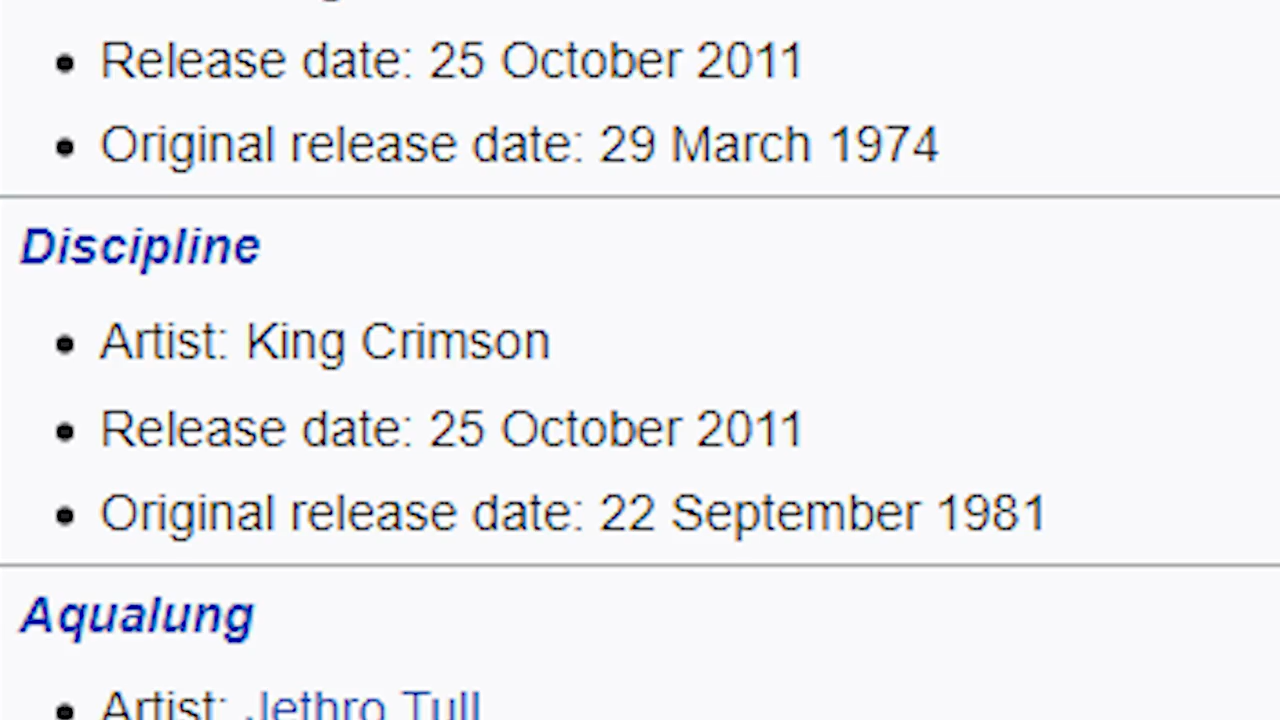 Release date: 25 October 2011
Original release date: 29 March 1974
Discipline
Artist: King Crimson
Release date: 25 October 2011
Original release date: 22 September 1981
Aqualung
Artist: Jethro Tull